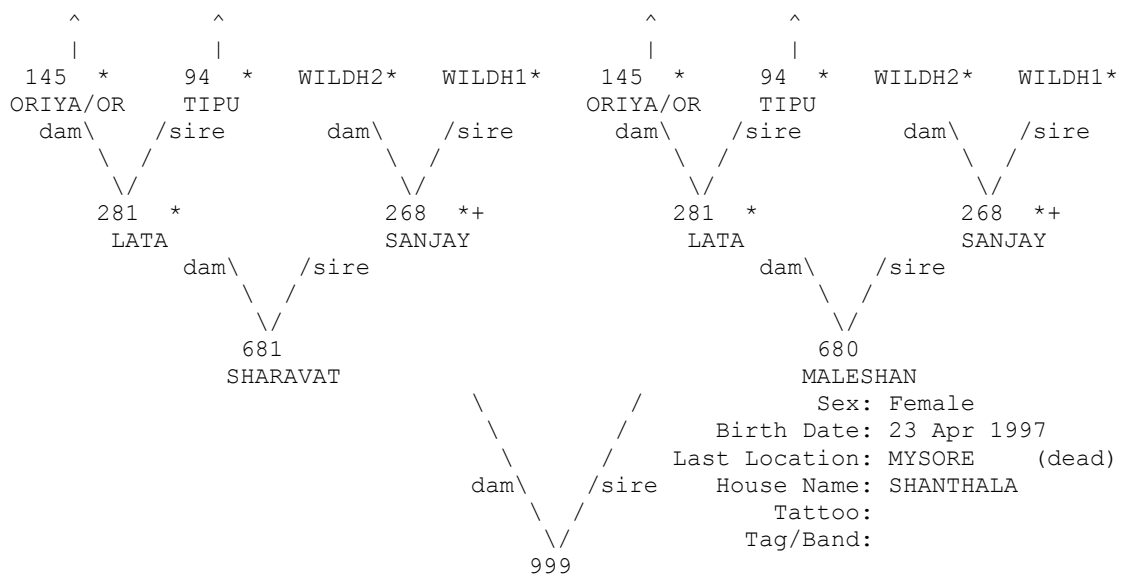 ^ ^ ^ ^
| | | |
145 * 94 * WILDH2* WILDH1* 145 * 94 * WILDH2* WILDH1*
ORIYA/OR TIPU ORIYA/OR TIPU
dam\ /sire dam\ /sire dam\ /sire dam\ /sire
\ / \ / \ / \ /
\/ \/ \/ \/
281 * 268 *+ 281 * 268 *+
LATA SANJAY LATA SANJAY
dam\ /sire dam\ /sire
\ / \ /
\/ \/
681 680
SHARAVAT MALESHAN
\ / Sex: Female
\ / Birth Date: 23 Apr 1997
\ / Last Location: MYSORE (dead)
dam\ /sire House Name: SHANTHALA
\ / Tattoo:
\/ Tag/Band:
999